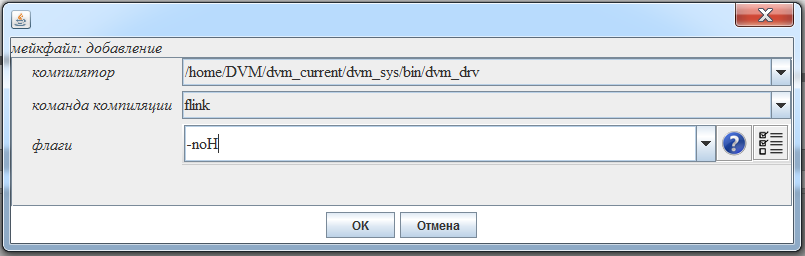 мейкфайл: добавление
компилятор
/home/DVM/dvm_current/dvm_sys/bin/dvm_drv
команда компиляции
flink
флаги
-noH
OK
Отмена